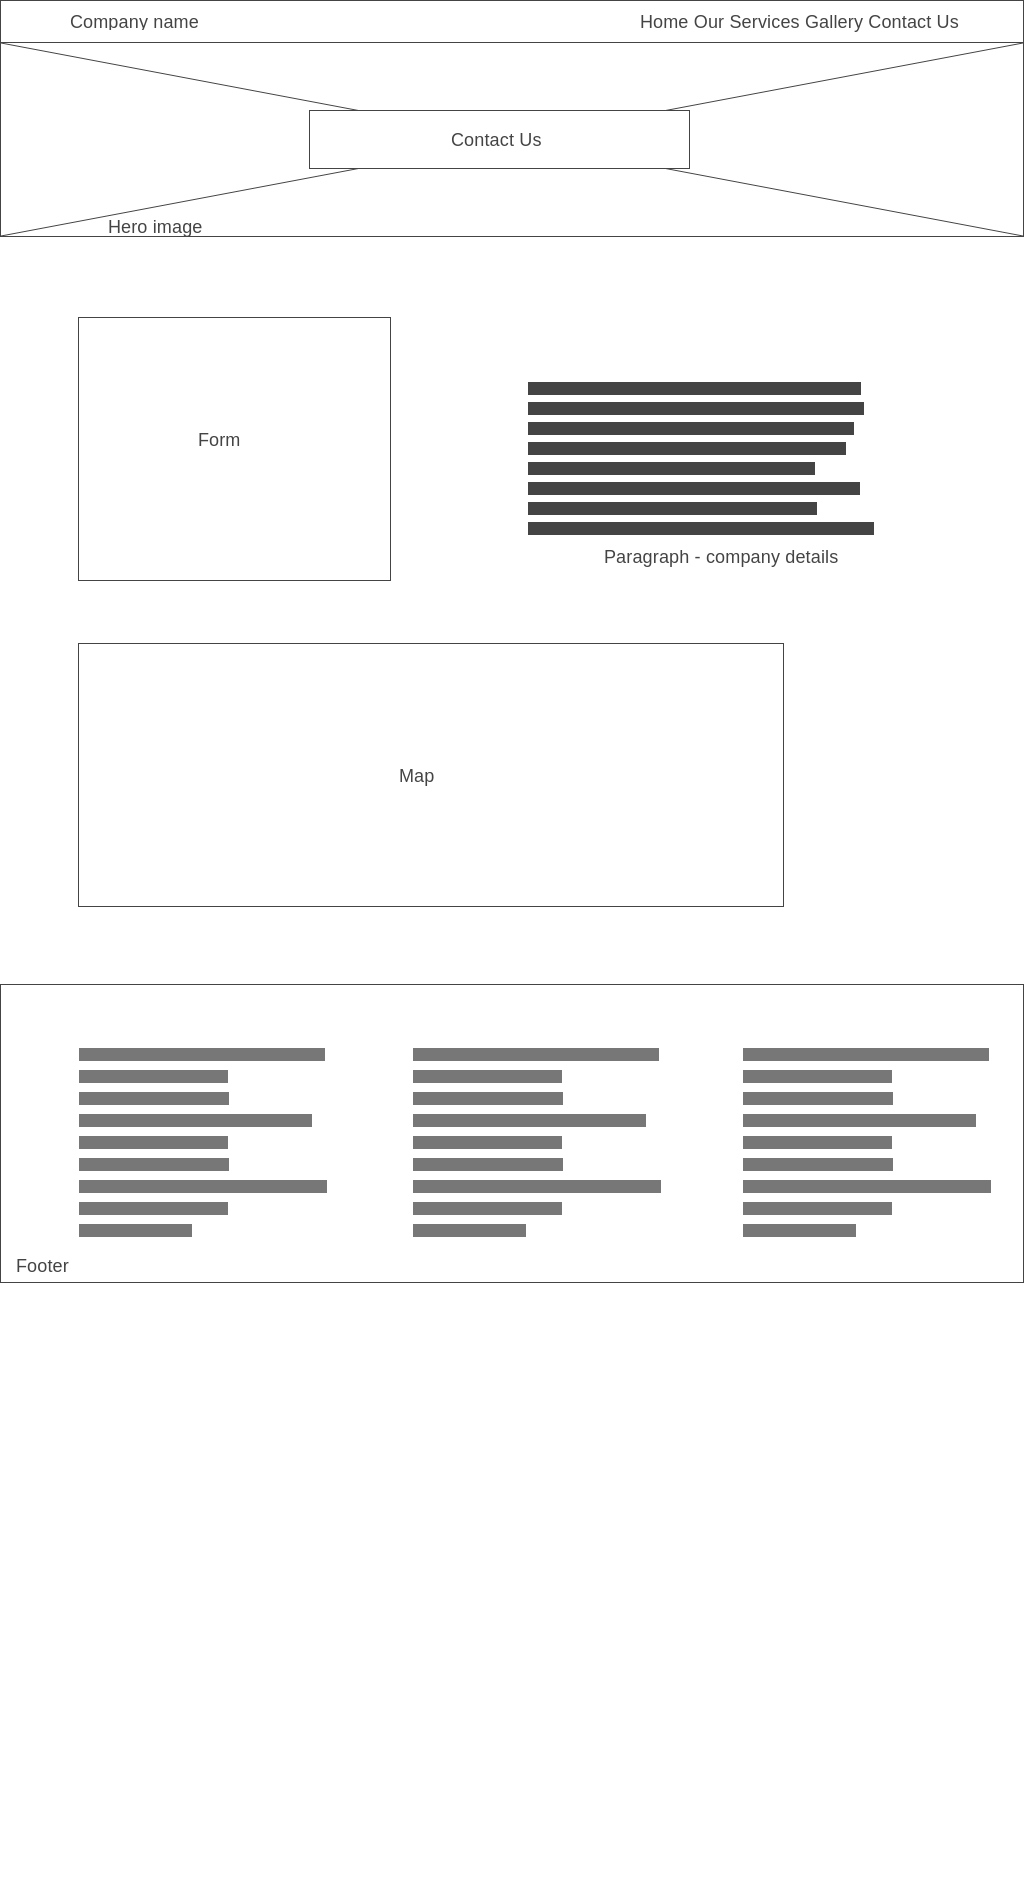 Company name
Home Our Services Gallery Contact Us
Contact Us
Hero image
Form
Paragraph - company details
Map
Footer